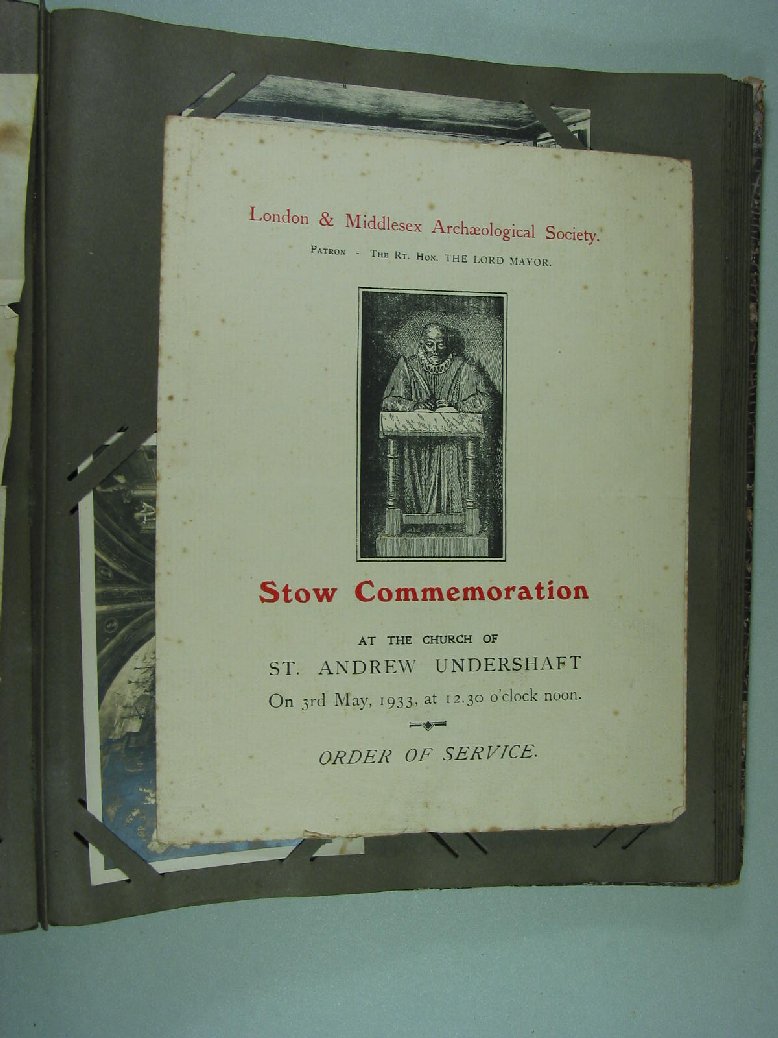 London & Middlesex Archæological Society.
Patron - The Rt. Hon. THE LORD MAYOR.
Stow Commemoration
AT THE CHURCH OF
ST. ANDREW UNDERSHAFT
On 3rd May, 1933, at 12.30 o'clock noon.
ORDER OF SERVICE.